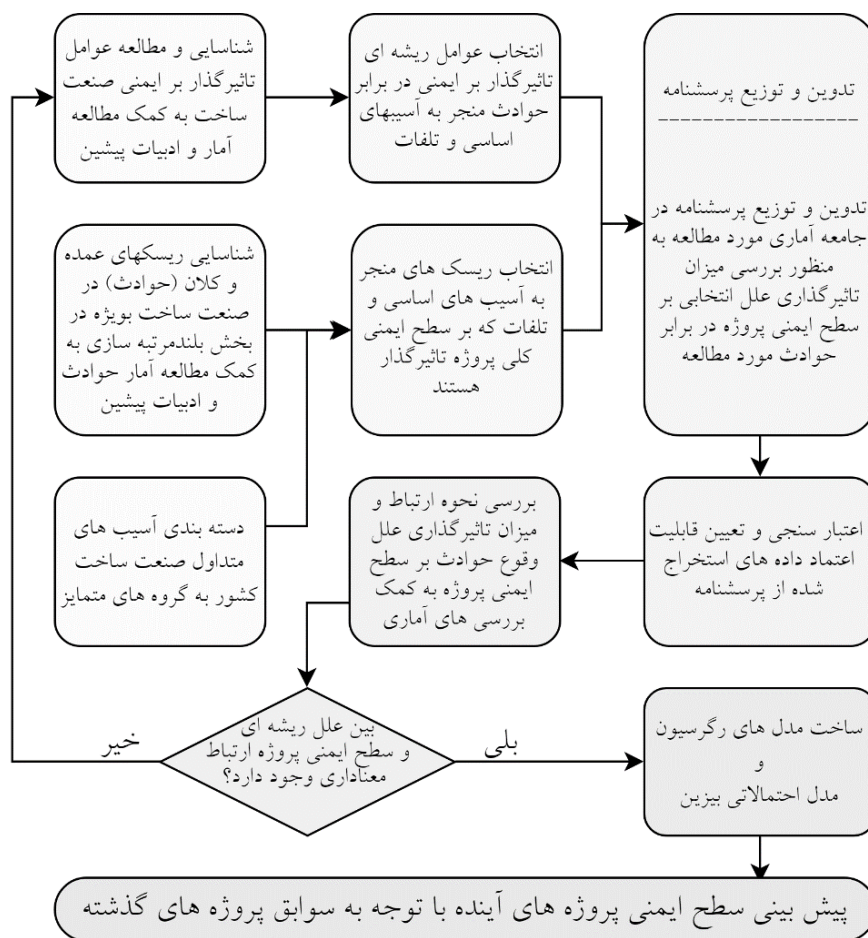 شناسایی و مطالعه عوامل
تاثیرگذار بر ایمنی صنعت
ساخت به کمک مطالعه
آمار و ادبیات پیشین
انتخاب عوامل ریشه ای
تاثیرگذار بر ایمنی در برابر
حوادث منجر به آسیبهای
اساسی و تلفات
تدوین و توزیع پرسشنامه
------------------
تدوین و توزیع پرسشنامه در
جامعه آماری مورد مطالعه به
منظور بررسی میزان
تاثیرگذاری علل انتخابی بر
سطح ایمنی پروژه در برابر
حوادث مورد مطالعه
شناسایی ریسکهای عمده
و کلان (حوادث) در
صنعت ساخت بویژه در
بخش بلندمرتبه سازی به
کمک مطالعه آمار حوادث
و ادبیات پیشین
انتخاب ریسک های منجر
به آسیب های اساسی و
تلفات که بر سطح ایمنی
کلی پروژه تاثیرگذار
هستند
دسته بندی آسیب های
متداول صنعت ساخت
کشور به گروه های متمایز
بررسی نحوه ارتباط و
میزان تاثیرگذاری علل
وقوع حوادث بر سطح
ایمنی پروژه به کمک
بررسی های آماری
اعتبار سنجی و تعیین قابلیت
اعتماد داده های استخراج
شده از پرسشنامه
بین علل ریشه ای
و سطح ایمنی پروژه ارتباط
معناداری وجود دارد؟
خیر
بلی
ساخت مدل های رگرسیون
و
مدل احتمالاتی بیزین
پیش بینی سطح ایمنی پروژه های آینده با توجه به سوابق پروژه های گذشته